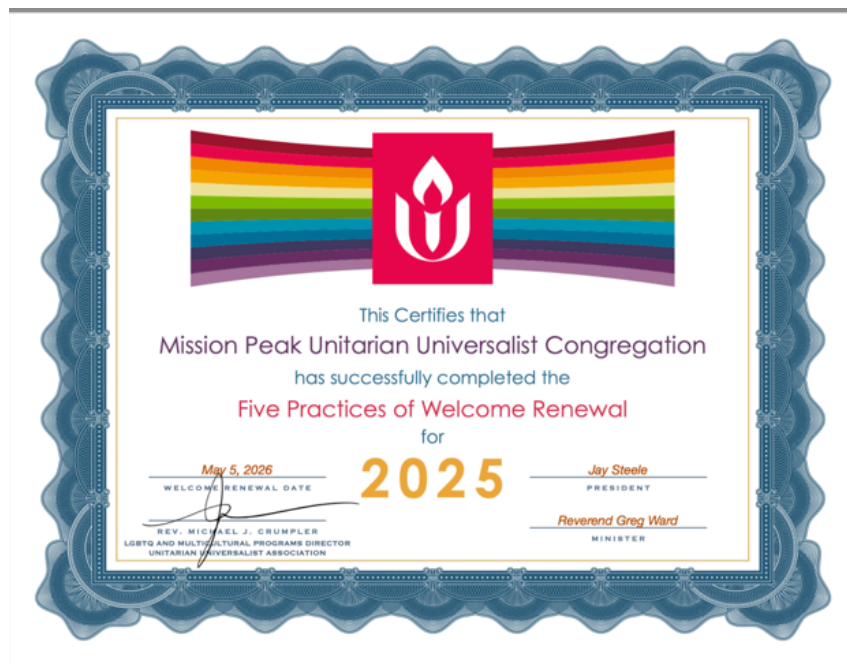 This Certifies that
Mission Peak Unitarian Universalist Congregation
has successfully completed the
Five Practices of Welcome Renewal
for
2025
May 5, 2026
WELCOME RENEWAL DATE
REV. MICHAEL J. CRUMPLER
LGBTQ AND MULTICULTURAL PROGRAMS DIRECTOR
UNITARIAN UNIVERSALIST ASSOCIATION
Jay Steele
PRESIDENT
Reverend Greg Ward
MINISTER